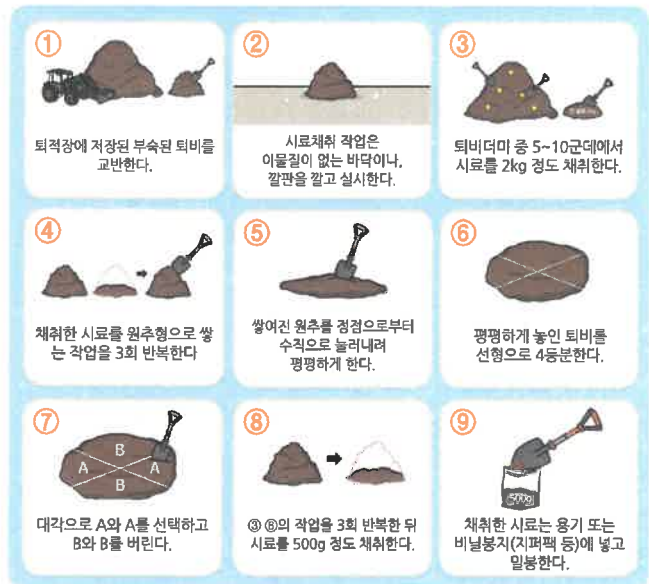 ①
퇴적장에 저장된 부숙된 퇴비를
교반한다.
②
시료채취 작업은
이물질이 없는 바닥이나,
깔판을 깔고 실시한다.
③
퇴비더미 중 5~10군데에서
시료를 2kg 정도 채취한다.
④
채취한 시료를 원추형으로 쌓
는 작업을 3회 반복한다
⑤
쌓여진 원추를 정점으로부터
수직으로 눌러내려
평평하게 한다.
⑥
평평하게 놓인 퇴비를
선형으로 4등분한다.
⑦
B
A A
B
대각으로 A와 A를 선택하고
B와 B를 버린다.
⑧
③ ⑥의 작업을 3회 반복한 뒤
시료를 500g 정도 채취한다.
⑨
500g
채취한 시료는 용기 또는
비닐봉지(지퍼팩 등)에 넣고
밀봉한다.